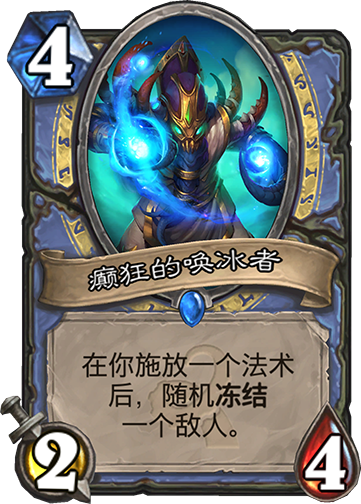 4
癫狂的唤冰者
在你施放一个法术
后，随机冻结
一个敌人。
2
4